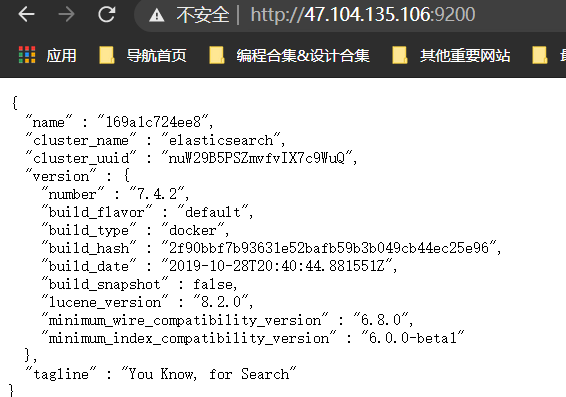 不安全 | http://47.104.135.106:9200
应用 导航首页 编程合集&设计合集 其他重要网站
{
"name" : "169a1c724ee8",
"cluster_name" : "elasticsearch",
"cluster_uuid" : "nuW29B5PSZmvfvIX7c9WuQ",
"version" : {
"number" : "7.4.2",
"build_flavor" : "default",
"build_type" : "docker",
"build_hash" : "2f90bbf7b93631e52bafb59b3b049cb44ec25e96",
"build_date" : "2019-10-28T20:40:44.881551Z",
"build_snapshot" : false,
"lucene_version" : "8.2.0",
"minimum_wire_compatibility_version" : "6.8.0",
"minimum_index_compatibility_version" : "6.0.0-beta1"
},
"tagline" : "You Know, for Search"
}